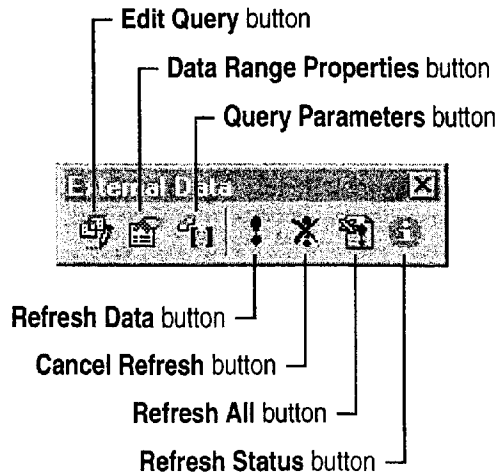 Edit Query button
Data Range Properties button
Query Parameters button
External Data
Refresh Data button
Cancel Refresh button
Refresh All button
Refresh Status button